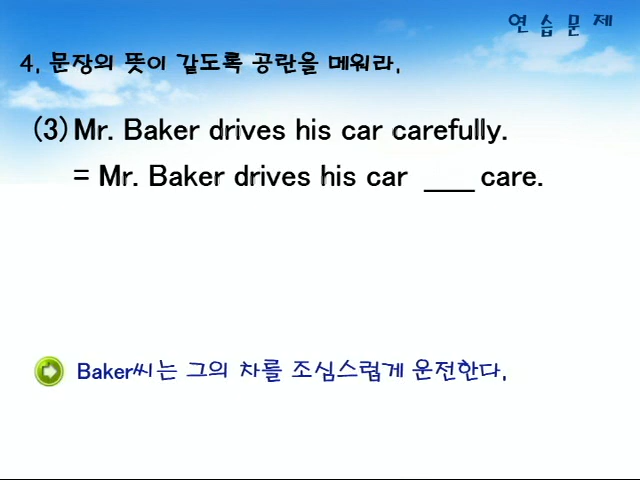 연습문제
4. 문장의 뜻이 같도록 공란을 메워라.
(3) Mr. Baker drives his car carefully.
= Mr. Baker drives his car ____ care.
Baker씨는 그의 차를 조심스럽게 운전한다.